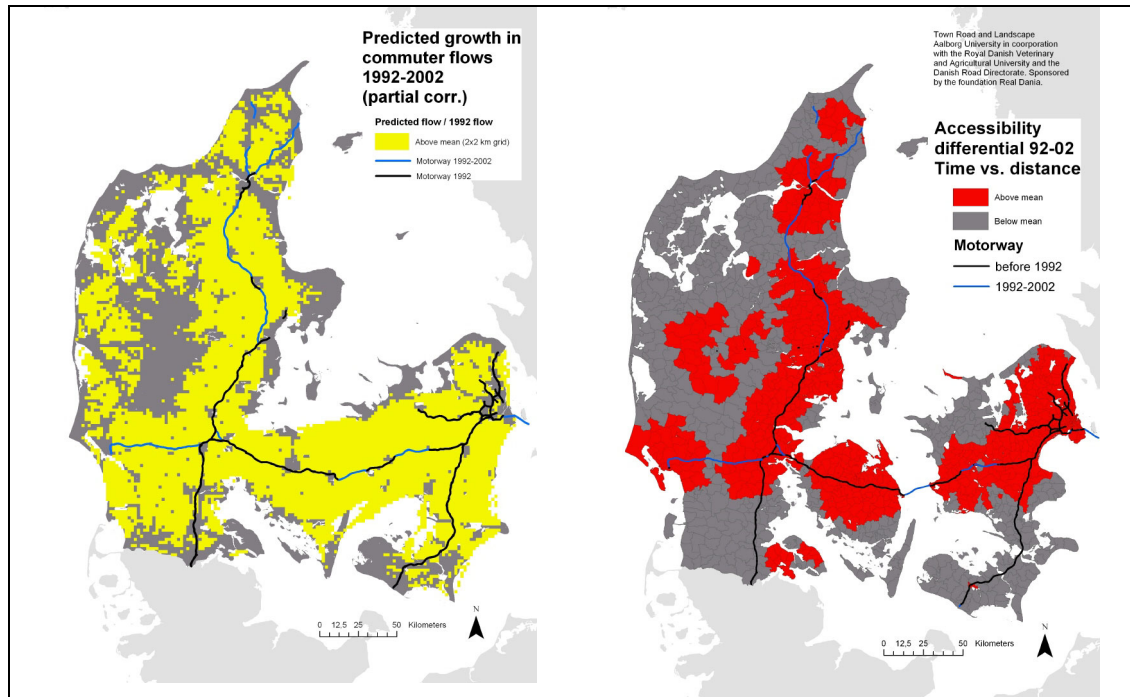 Predicted growth in
commuter flows
1992-2002
(partial corr.)
Predicted flow / 1992 flow
Above mean (2x2 km grid)
Motorway 1992-2002
Motorway 1992
N
0 12.5 25 50 Kilometers
Town Road and Landscape
Aalborg University in coorporation
with the Royal Danish Veterinary
and Agricultural University and the
Danish Road Directorate. Sponsored
by the foundation Real Dania.
Accessibility
differential 92-02
Time vs. distance
Above mean
Below mean
Motorway
before 1992
1992-2002
N
0 12,5 25 50 Kilometers